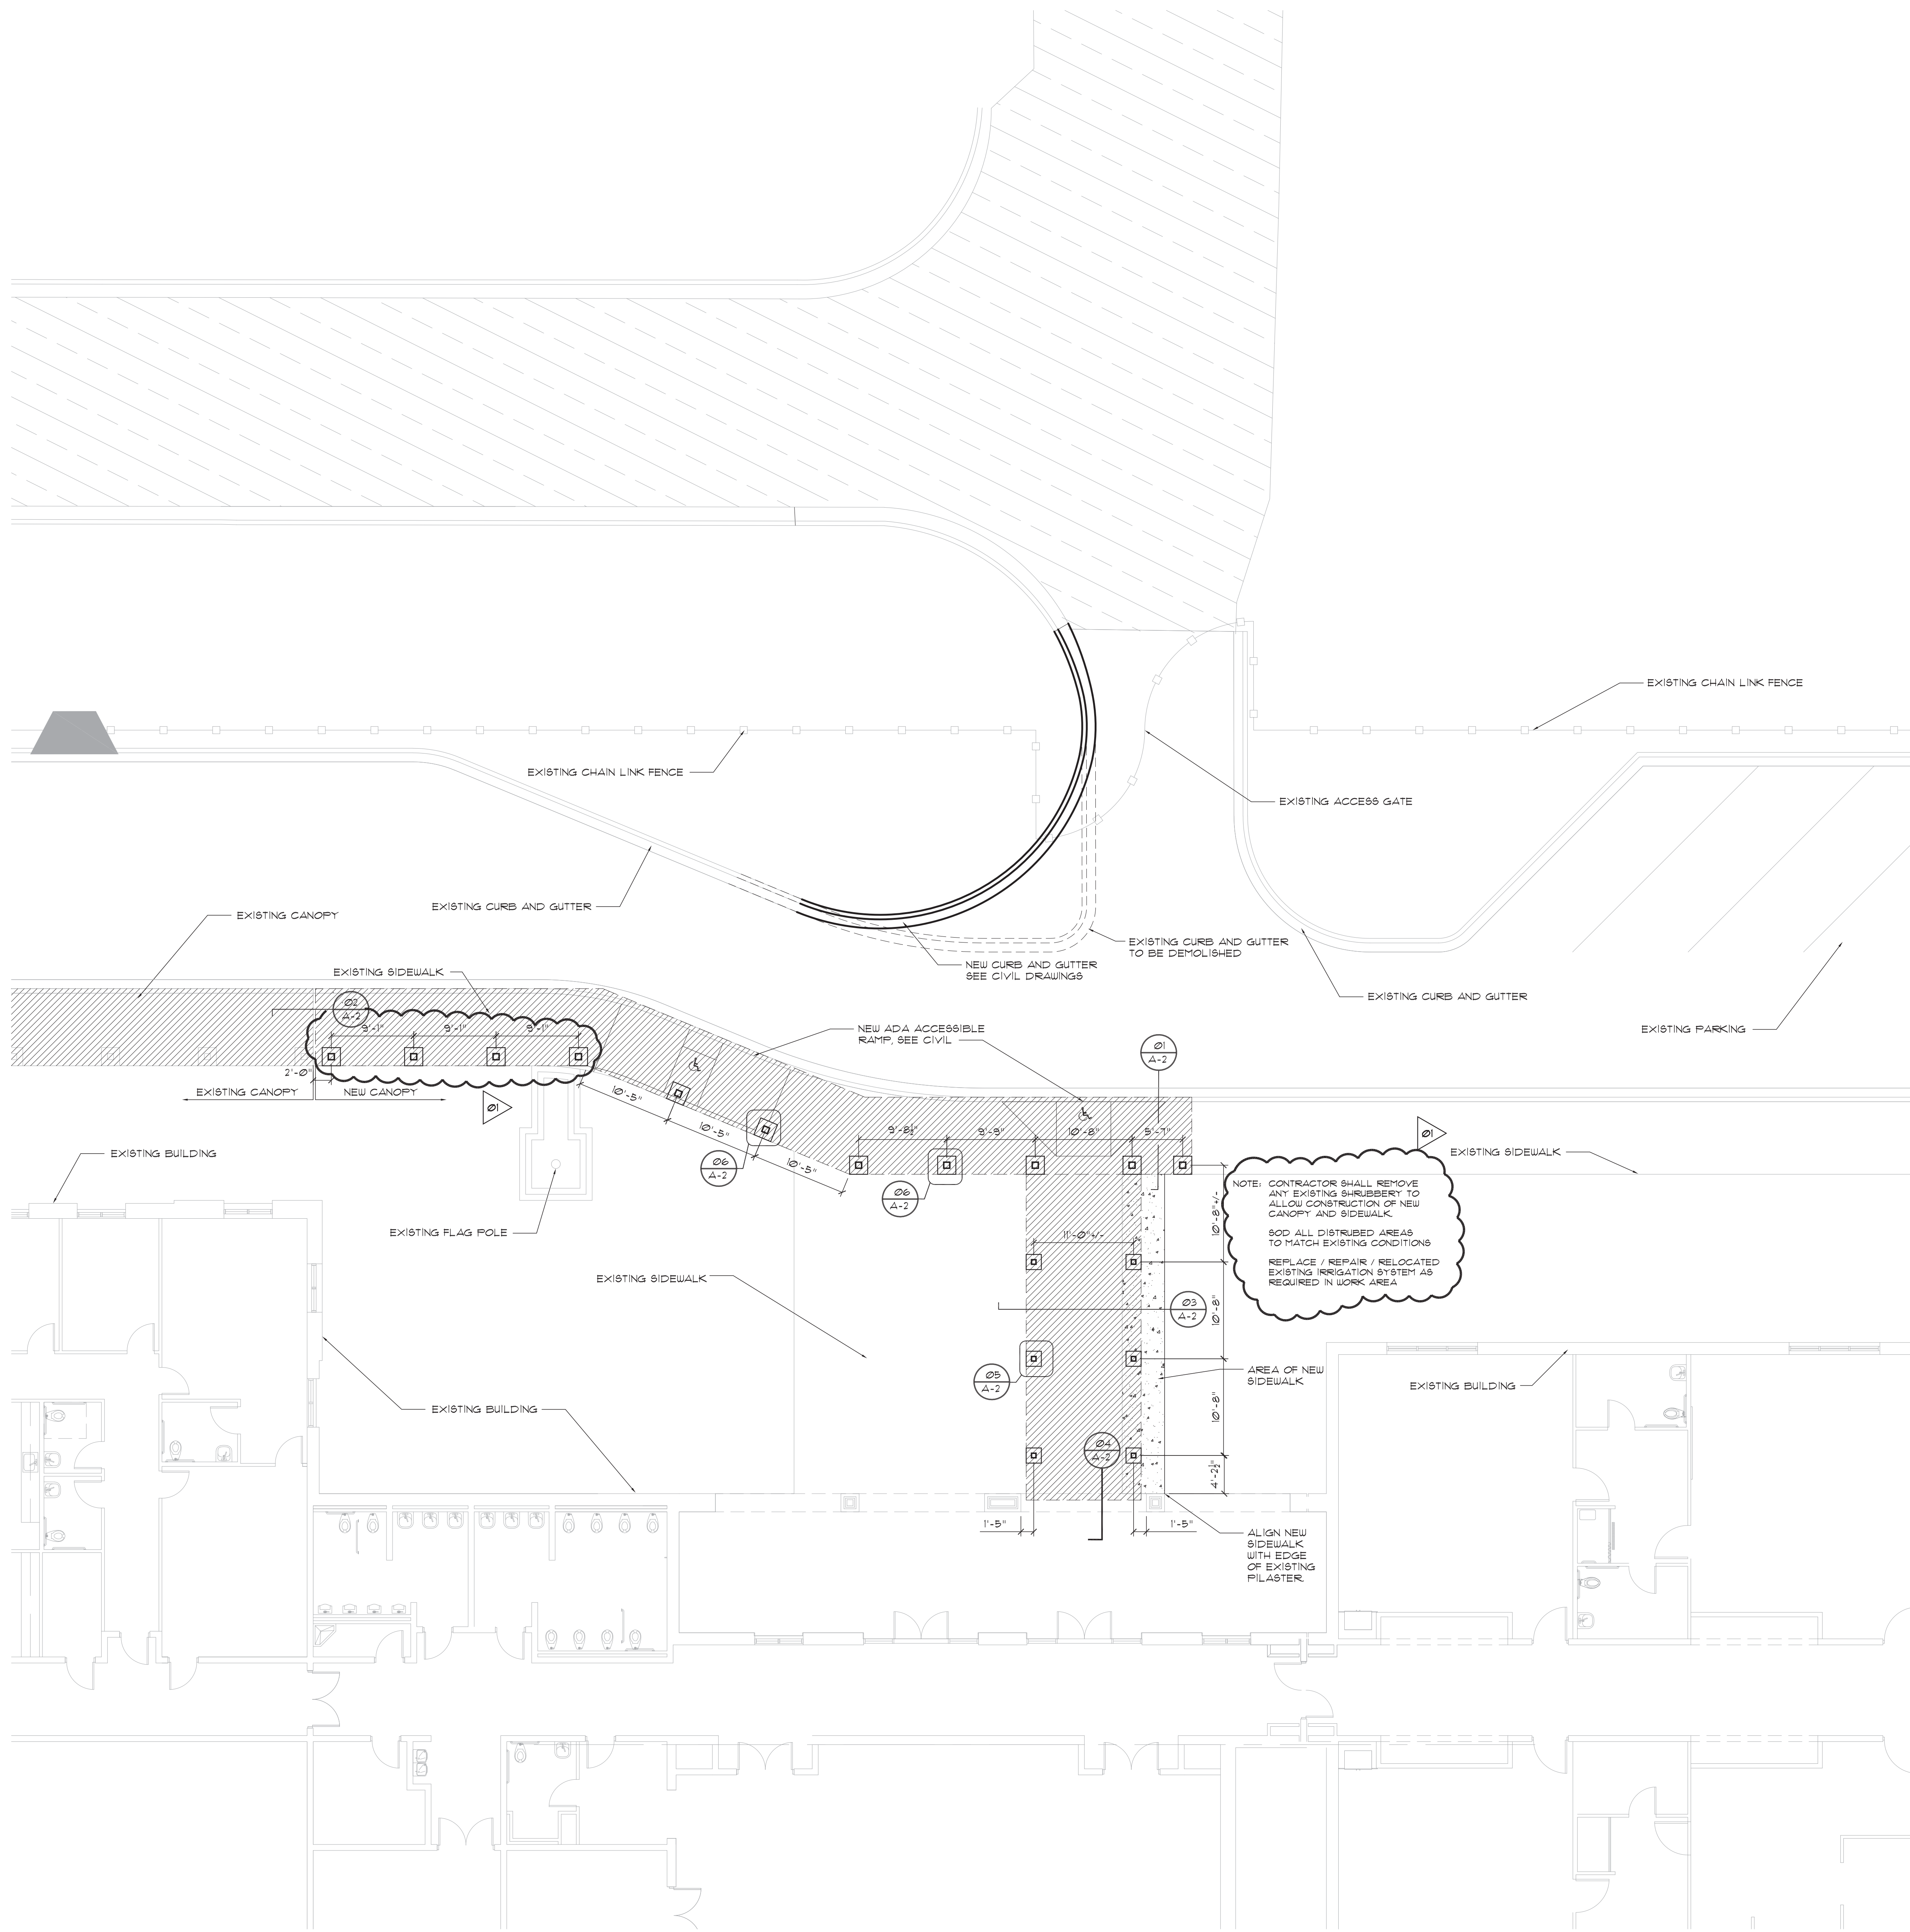 EXISTING CHAIN LINK FENCE
EXISTING CHAIN LINK FENCE
EXISTING ACCESS GATE
EXISTING CURB AND GUTTER
EXISTING CANOPY
EXISTING CURB AND GUTTER
TO BE DEMOLISHED
NEW CURB AND GUTTER
SEE CIVIL DRAWINGS
EXISTING SIDEWALK
EXISTING CURB AND GUTTER
EXISTING PARKING
02
A-2
9'-1"
9'-1"
9'-1"
NEW ADA ACCESSIBLE
RAMP, SEE CIVIL
01
A-2
2'-0"
EXISTING CANOPY
NEW CANOPY
01
10'-5"
10'-5"
10'-5"
06
A-2
9'-8½"
9'-9"
10'-8"
5'-7"
06
A-2
01
EXISTING SIDEWALK
EXISTING BUILDING
EXISTING FLAG POLE
NOTE: CONTRACTOR SHALL REMOVE
ANY EXISTING SHRUBBERY TO
ALLOW CONSTRUCTION OF NEW
CANOPY AND SIDEWALK.
SOD ALL DISTRUBED AREAS
TO MATCH EXISTING CONDITIONS
REPLACE / REPAIR / RELOCATED
EXISTING IRRIGATION SYSTEM AS
REQUIRED IN WORK AREA
10'-8"+/-
11'-0"+/-
EXISTING SIDEWALK
03
A-2
10'-8"
05
A-2
AREA OF NEW
SIDEWALK
EXISTING BUILDING
EXISTING BUILDING
10'-8"
04
A-2
4'-2½"
1'-5"
1'-5"
ALIGN NEW
SIDEWALK
WITH EDGE
OF EXISTING
PILASTER